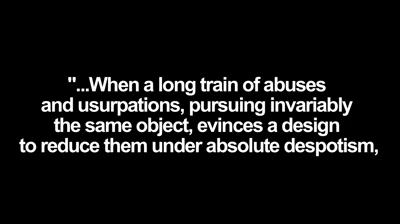 "...When a long train of abuses
and usurpations, pursuing invariably
the same object, evinces a design
to reduce them under absolute despotism,